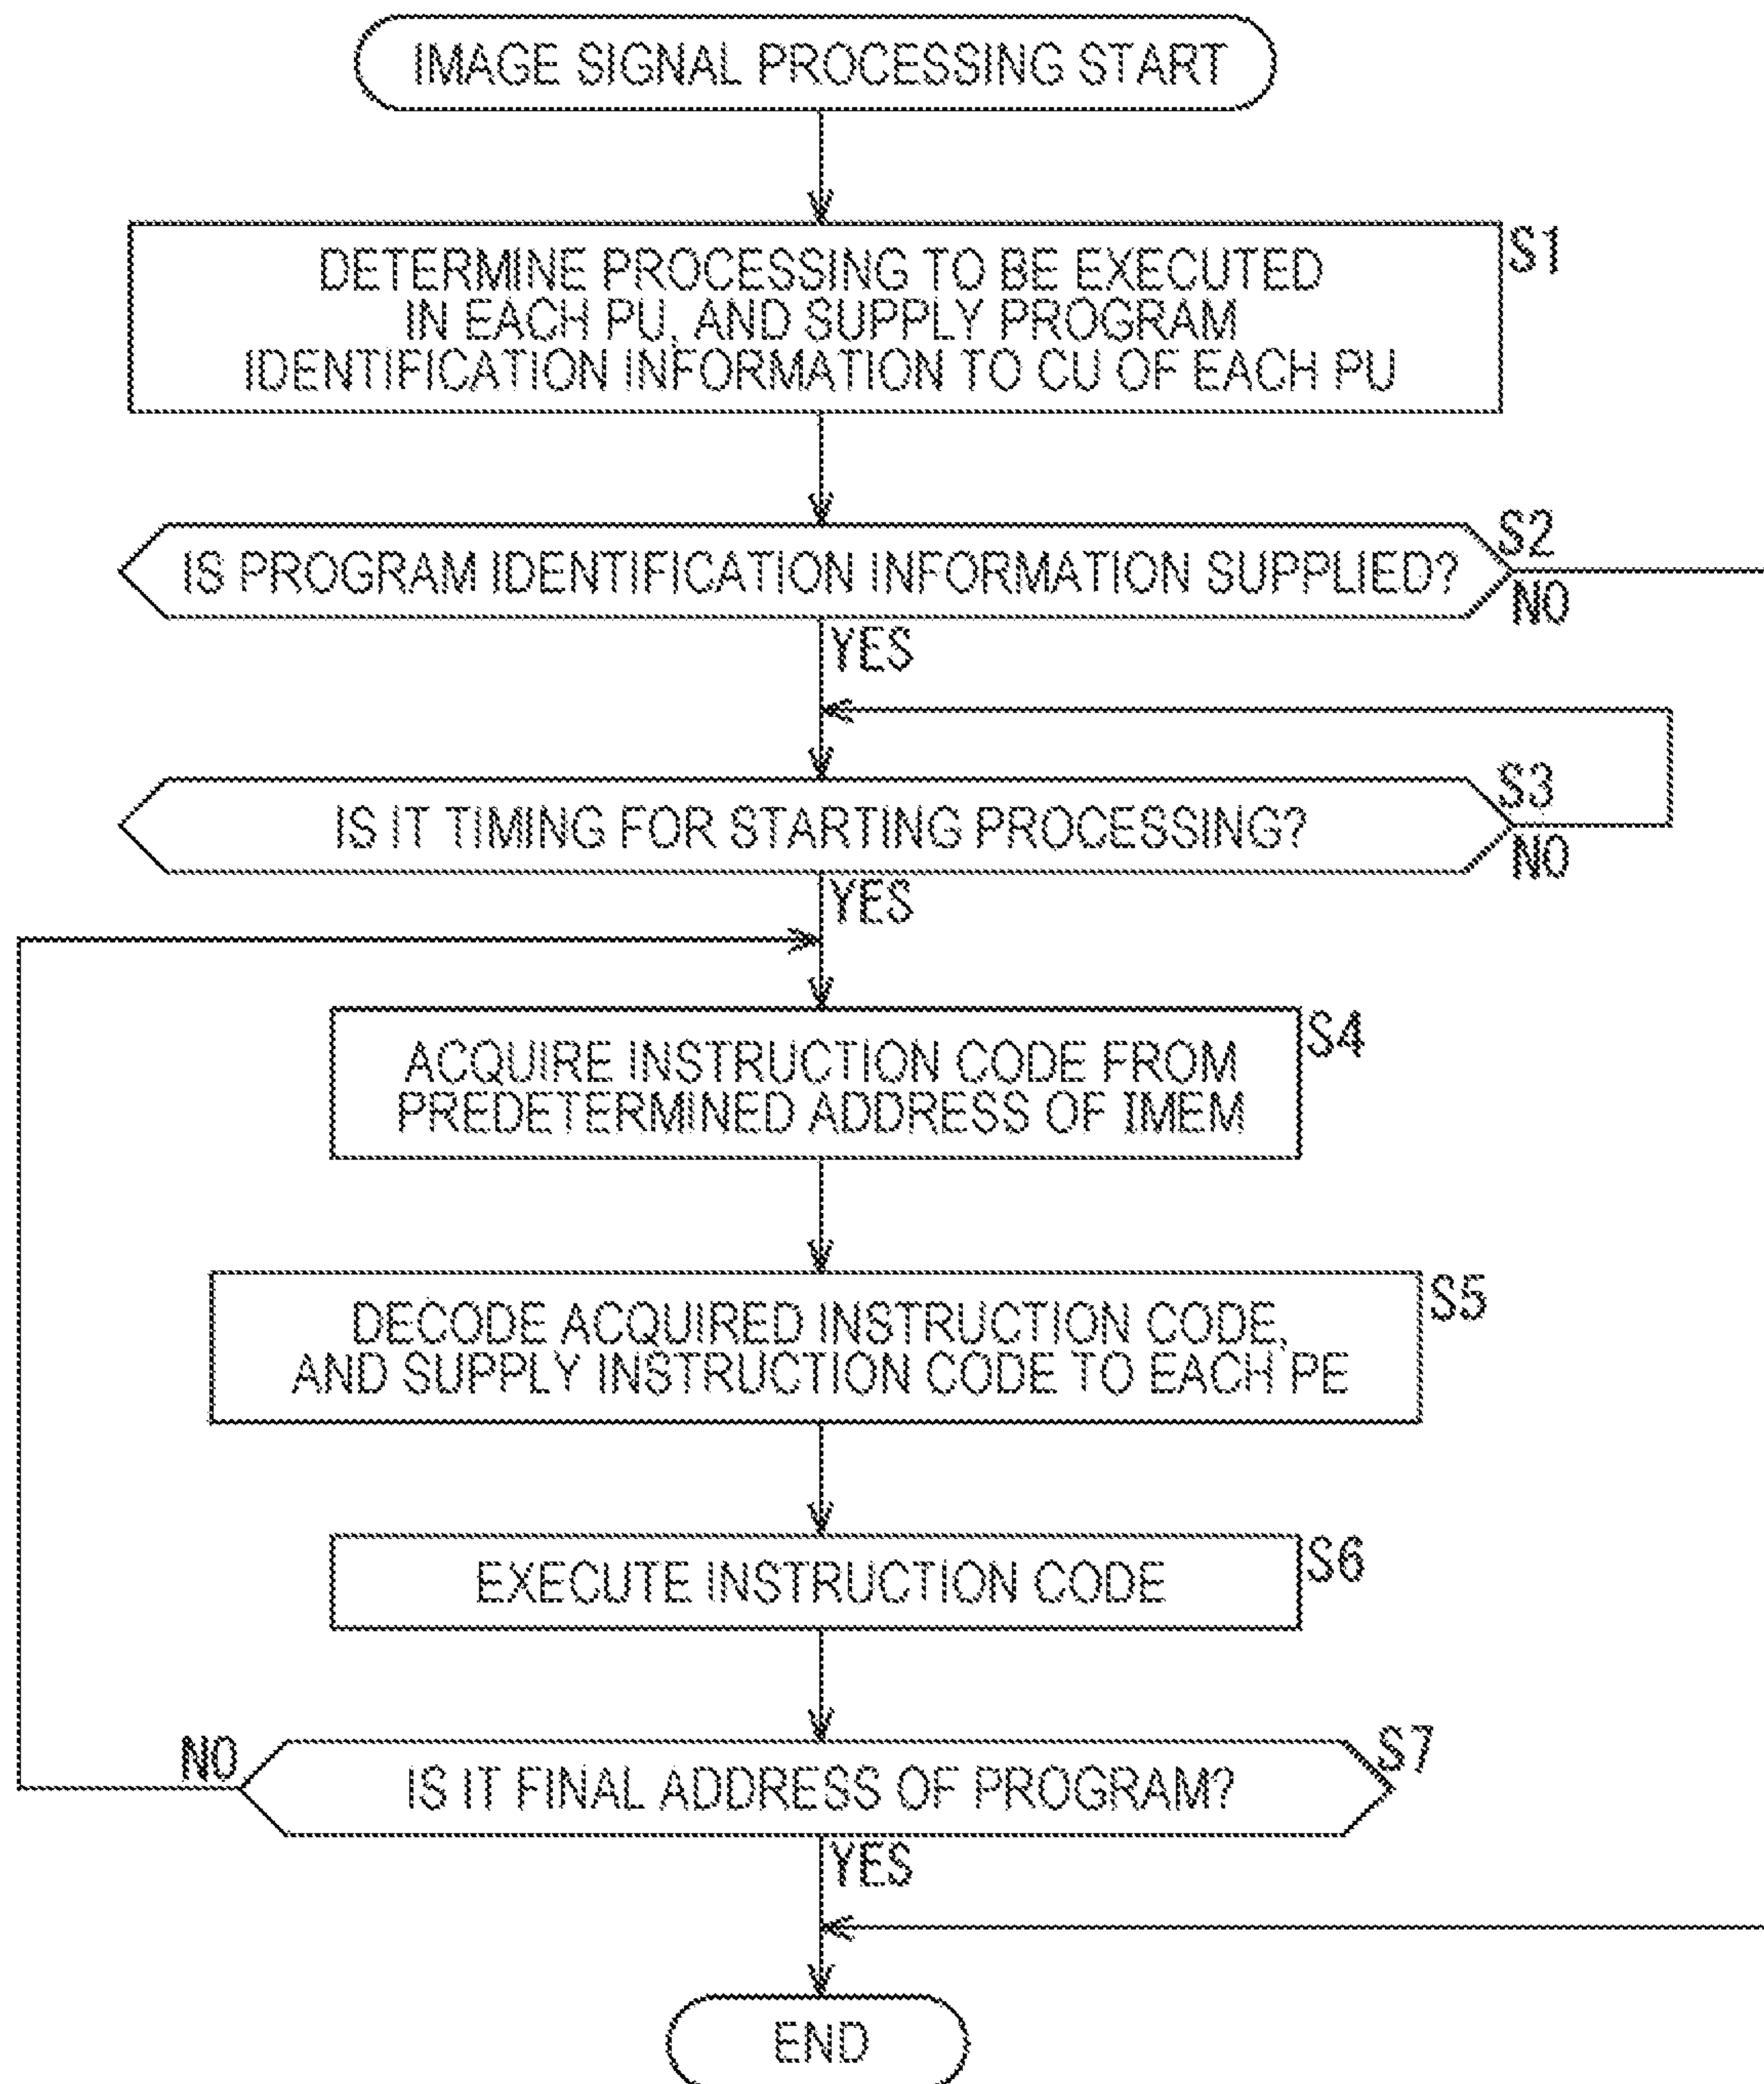 IMAGE SIGNAL PROCESSING START
S1
DETERMINE PROCESSING TO BE EXECUTED
IN EACH PU, AND SUPPLY PROGRAM
IDENTIFICATION INFORMATION TO CU OF EACH PU
S2
IS PROGRAM IDENTIFICATION INFORMATION SUPPLIED?
NO
YES
S3
IS IT TIMING FOR STARTING PROCESSING?
NO
YES
S4
ACQUIRE INSTRUCTION CODE FROM
PREDETERMINED ADDRESS OF IMEM
S5
DECODE ACQUIRED INSTRUCTION CODE,
AND SUPPLY INSTRUCTION CODE TO EACH PE
S6
EXECUTE INSTRUCTION CODE
NO
S7
IS IT FINAL ADDRESS OF PROGRAM?
YES
END